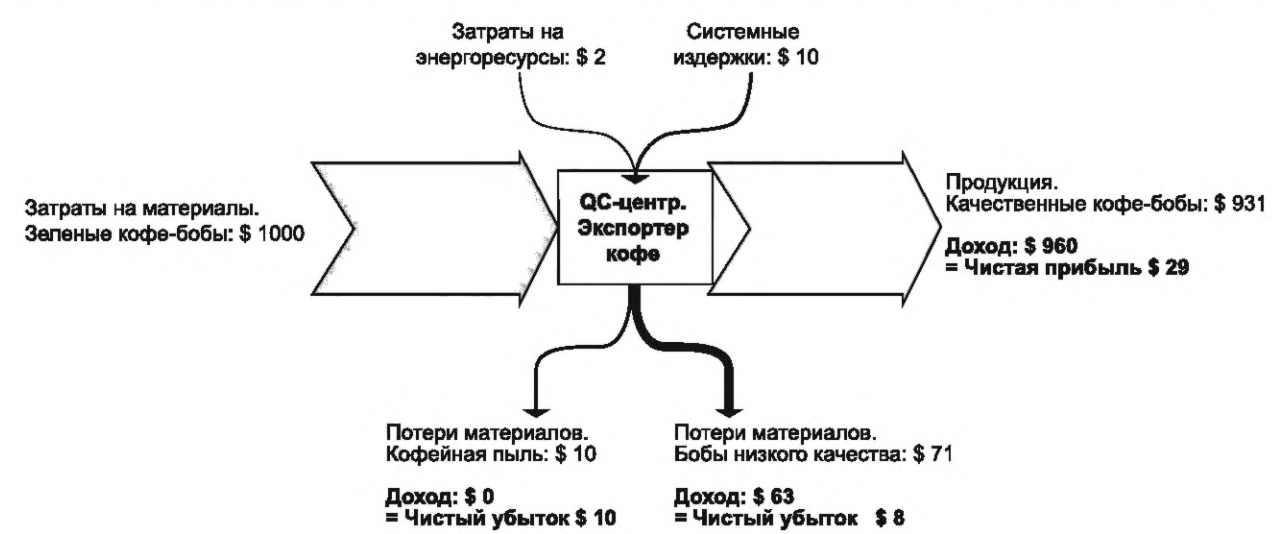 Затраты на
энергоресурсы: $ 2
Системные
издержки: $ 10
Затраты на материалы.
Зеленые кофе-бобы: $ 1000
QC-центр.
Экспортер
кофе
Продукция.
Качественные кофе-бобы: $ 931
Доход: $ 960
= Чистая прибыль $ 29
Потери материалов.
Кофейная пыль: $ 10
Доход: $ 0
= Чистый убыток $ 10
Потери материалов.
Бобы низкого качества: $ 71
Доход: $ 63
= Чистый убыток $ 8